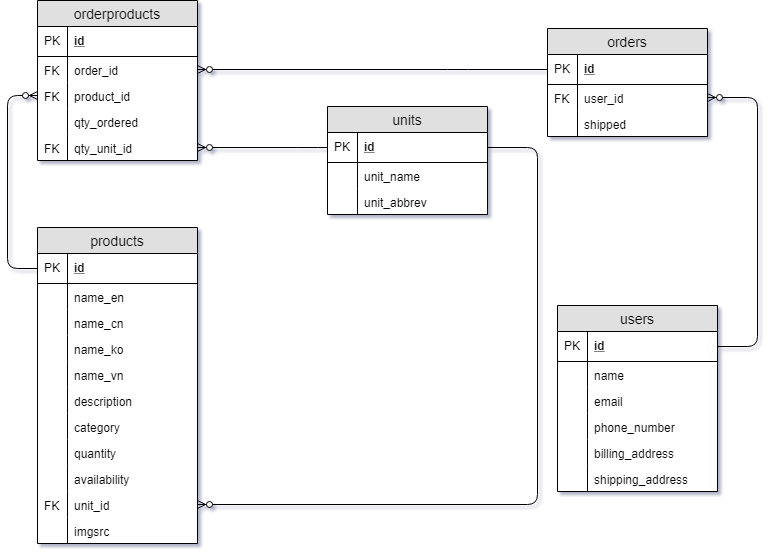 orderproducts
PK id
FK order_id
FK product_id
qty_ordered
FK qty_unit_id
orders
PK id
FK user_id
shipped
units
PK id
unit_name
unit_abbrev
products
PK id
name_en
name_cn
name_ko
name_vn
description
category
quantity
availability
FK unit_id
imgsrc
users
PK id
name
email
phone_number
billing_address
shipping_address